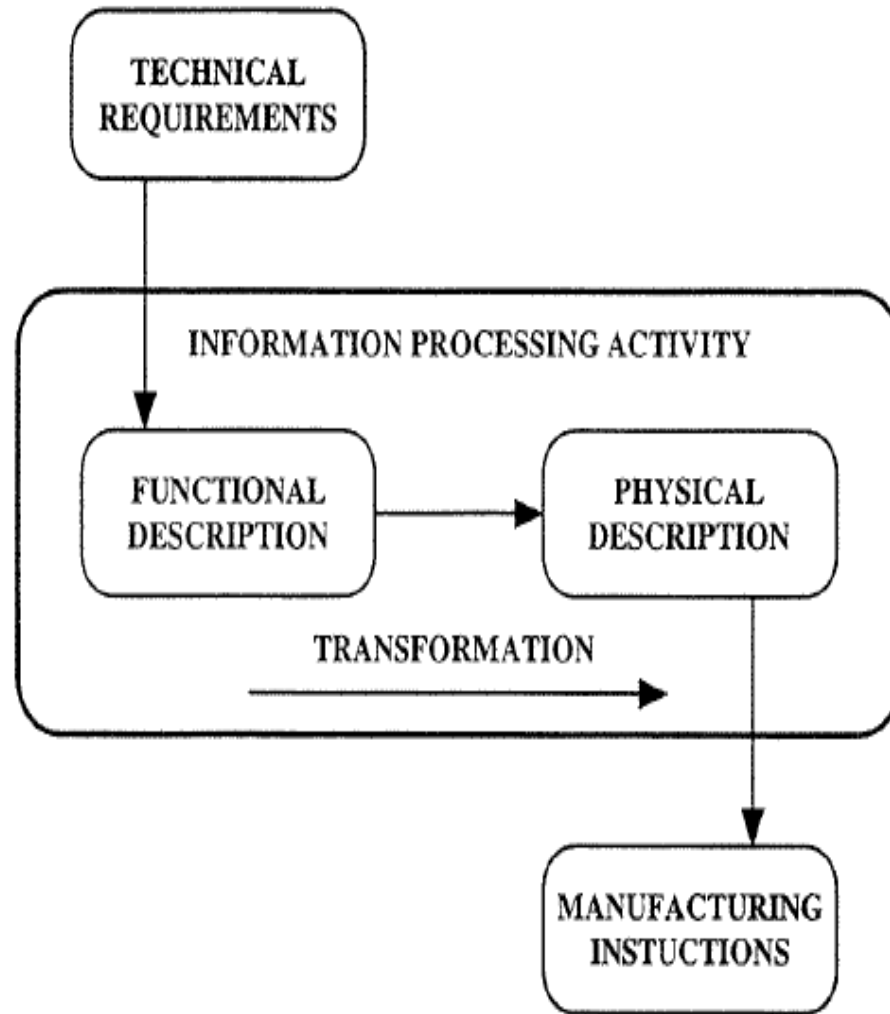 TECHNICAL
REQUIREMENTS
INFORMATION PROCESSING ACTIVITY
FUNCTIONAL
DESCRIPTION
PHYSICAL
DESCRIPTION
TRANSFORMATION
MANUFACTURING
INSTUCTIONS